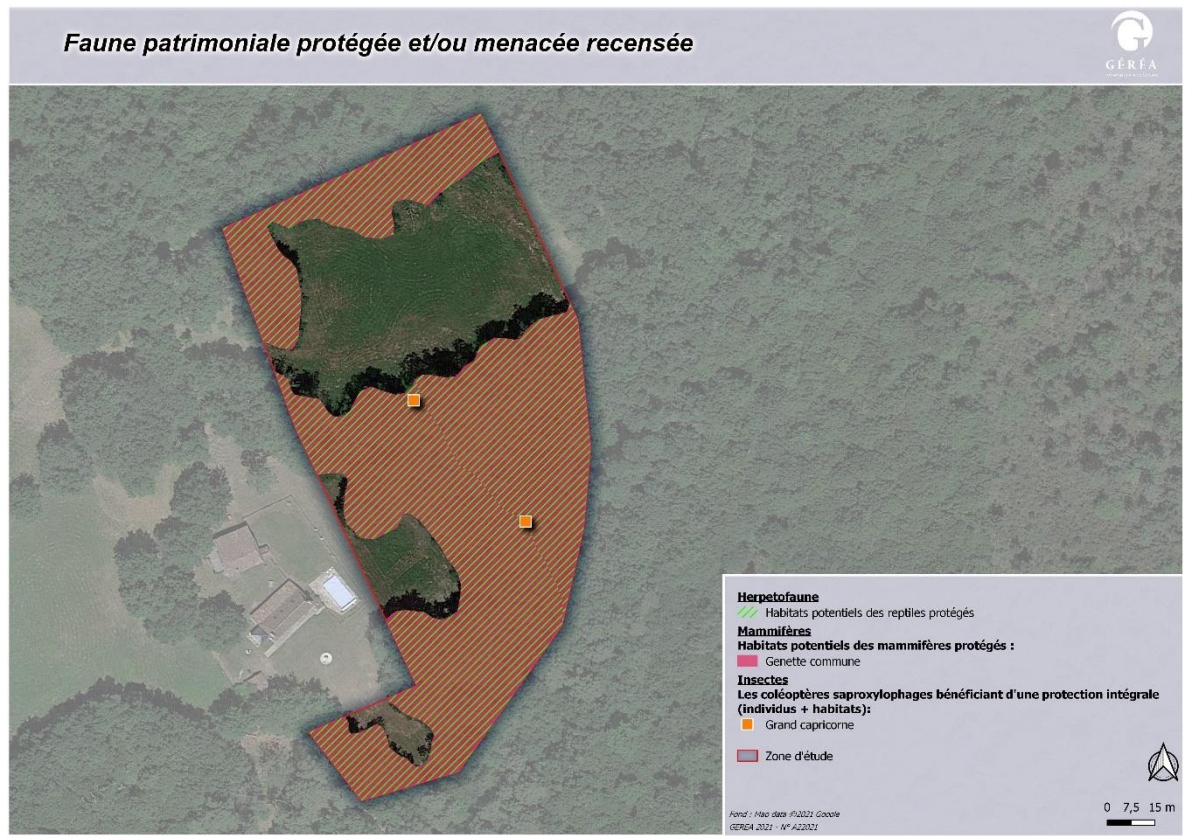 Faune patrimoniale protégée et/ou menacée recensée
GÉRÉA
Herpetofaune
Habitats potentiels des reptiles protégés
Mammifères
Habitats potentiels des mammifères protégés :
Genette commune
Insectes
Les coléoptères saproxylophages bénéficiant d'une protection intégrale
(individus + habitats):
Grand capricorne
Zone d'étude
0 7,5 15 m
Fond : Map data ©2021 Google
GEREA 2021 - N° A22021